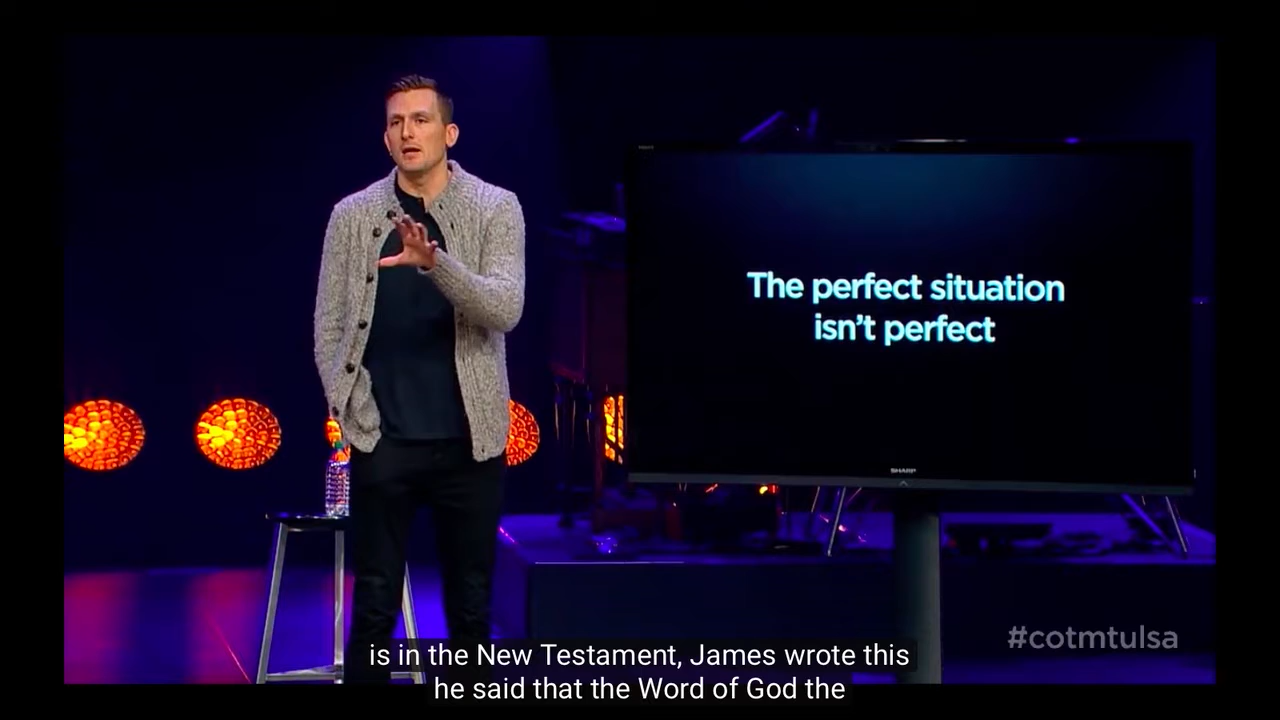 The perfect situation
isn't perfect
SHARP
#cotmtulsa
is in the New Testament, James wrote this
he said that the Word of God the